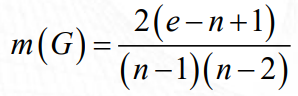 m(G) = 2(e−n+1) / (n−1)(n−2)